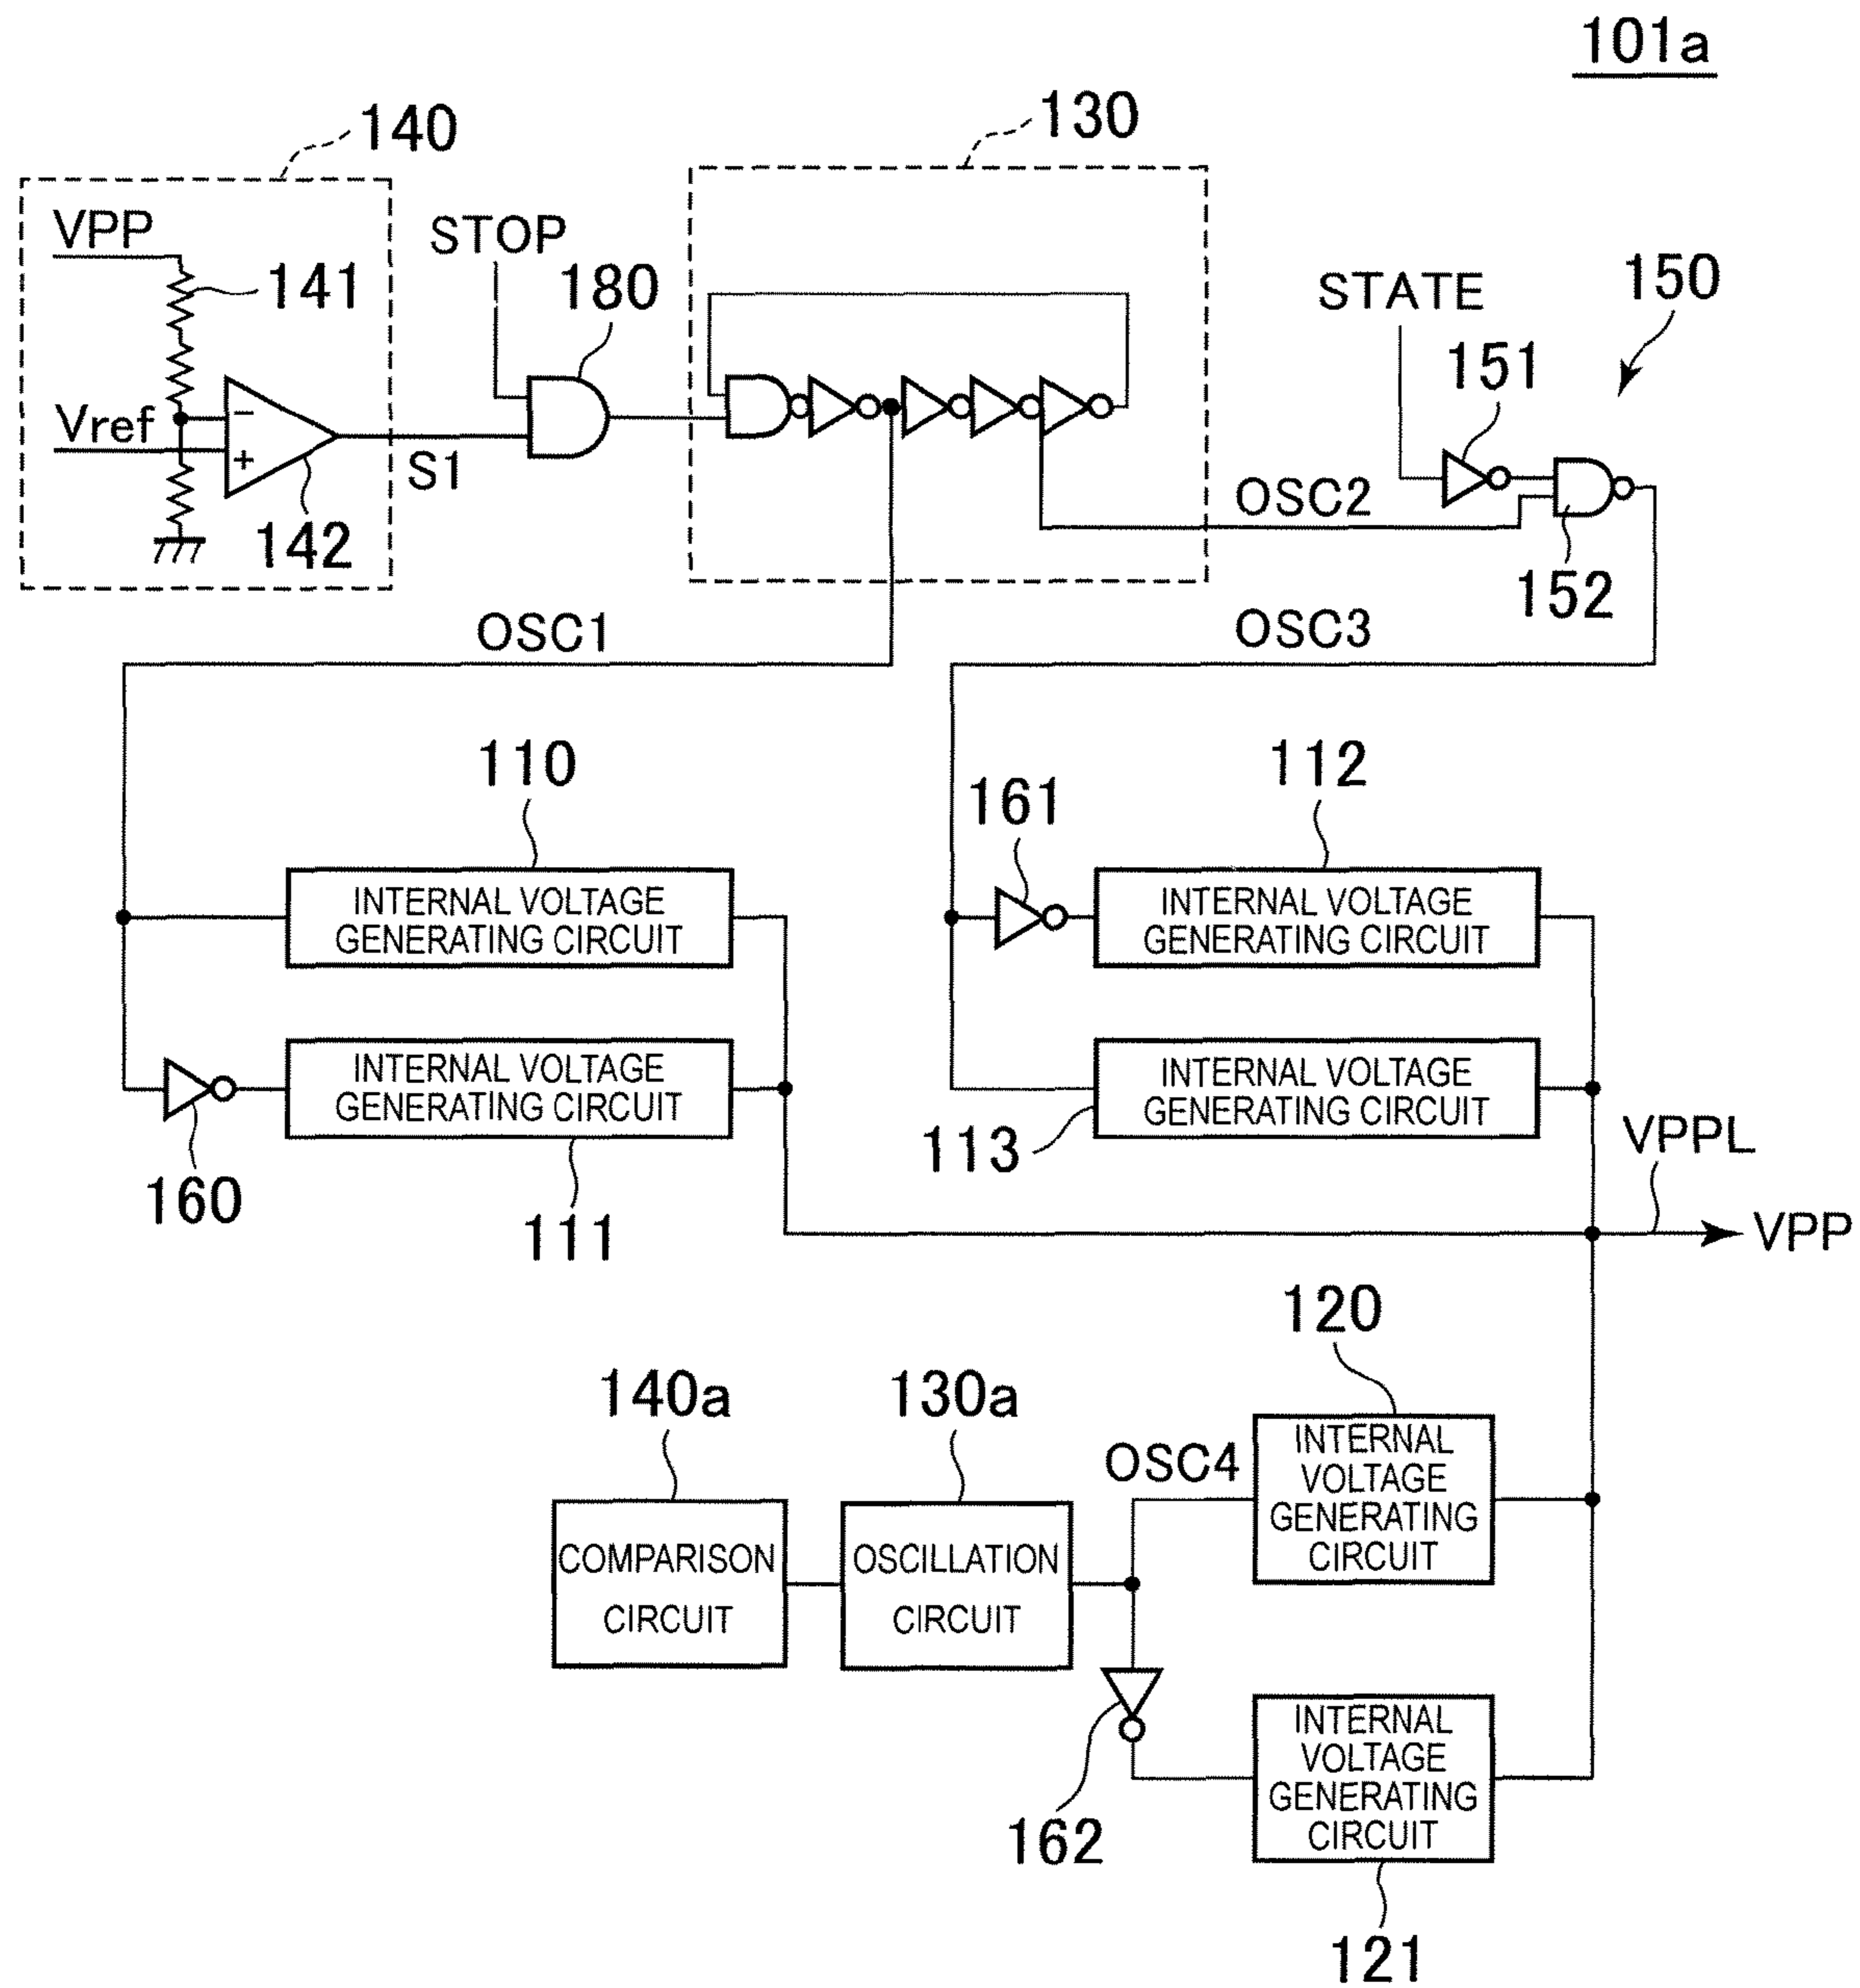 101a
140
130
VPP
STOP
141
180
STATE
150
151
Vref
S1
142
OSC2
152
OSC1
OSC3
110
112
161
INTERNAL VOLTAGE
GENERATING CIRCUIT
INTERNAL VOLTAGE
GENERATING CIRCUIT
INTERNAL VOLTAGE
GENERATING CIRCUIT
INTERNAL VOLTAGE
GENERATING CIRCUIT
113
VPPL
160
111
VPP
120
140a
130a
OSC4
INTERNAL
VOLTAGE
GENERATING
CIRCUIT
COMPARISON
CIRCUIT
OSCILLATION
CIRCUIT
INTERNAL
VOLTAGE
GENERATING
CIRCUIT
162
121